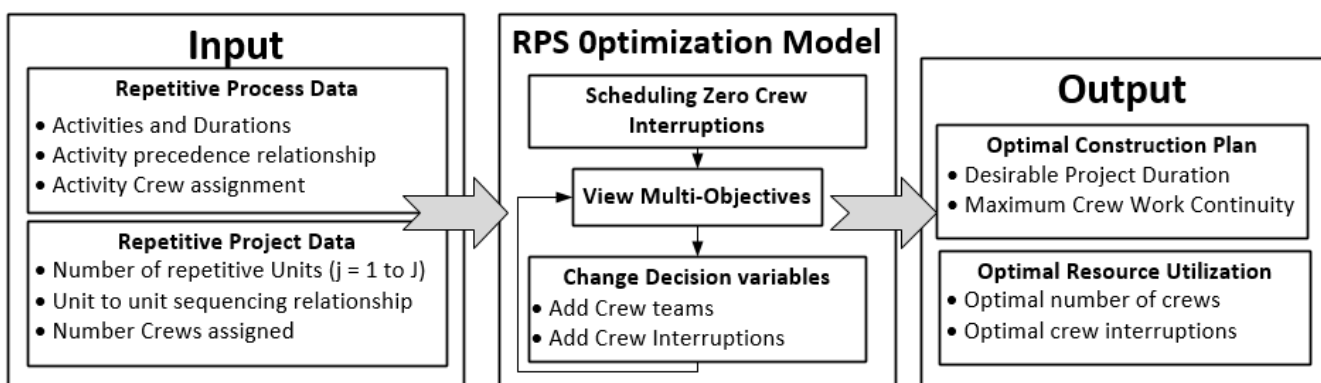 Input
Repetitive Process Data
• Activities and Durations
• Activity precedence relationship
• Activity Crew assignment
Repetitive Project Data
• Number of repetitive Units (j = 1 to J)
• Unit to unit sequencing relationship
• Number Crews assigned
RPS 0ptimization Model
Scheduling Zero Crew
Interruptions
View Multi-Objectives
Change Decision variables
• Add Crew teams
• Add Crew Interruptions
Output
Optimal Construction Plan
• Desirable Project Duration
• Maximum Crew Work Continuity
Optimal Resource Utilization
• Optimal number of crews
• Optimal crew interruptions